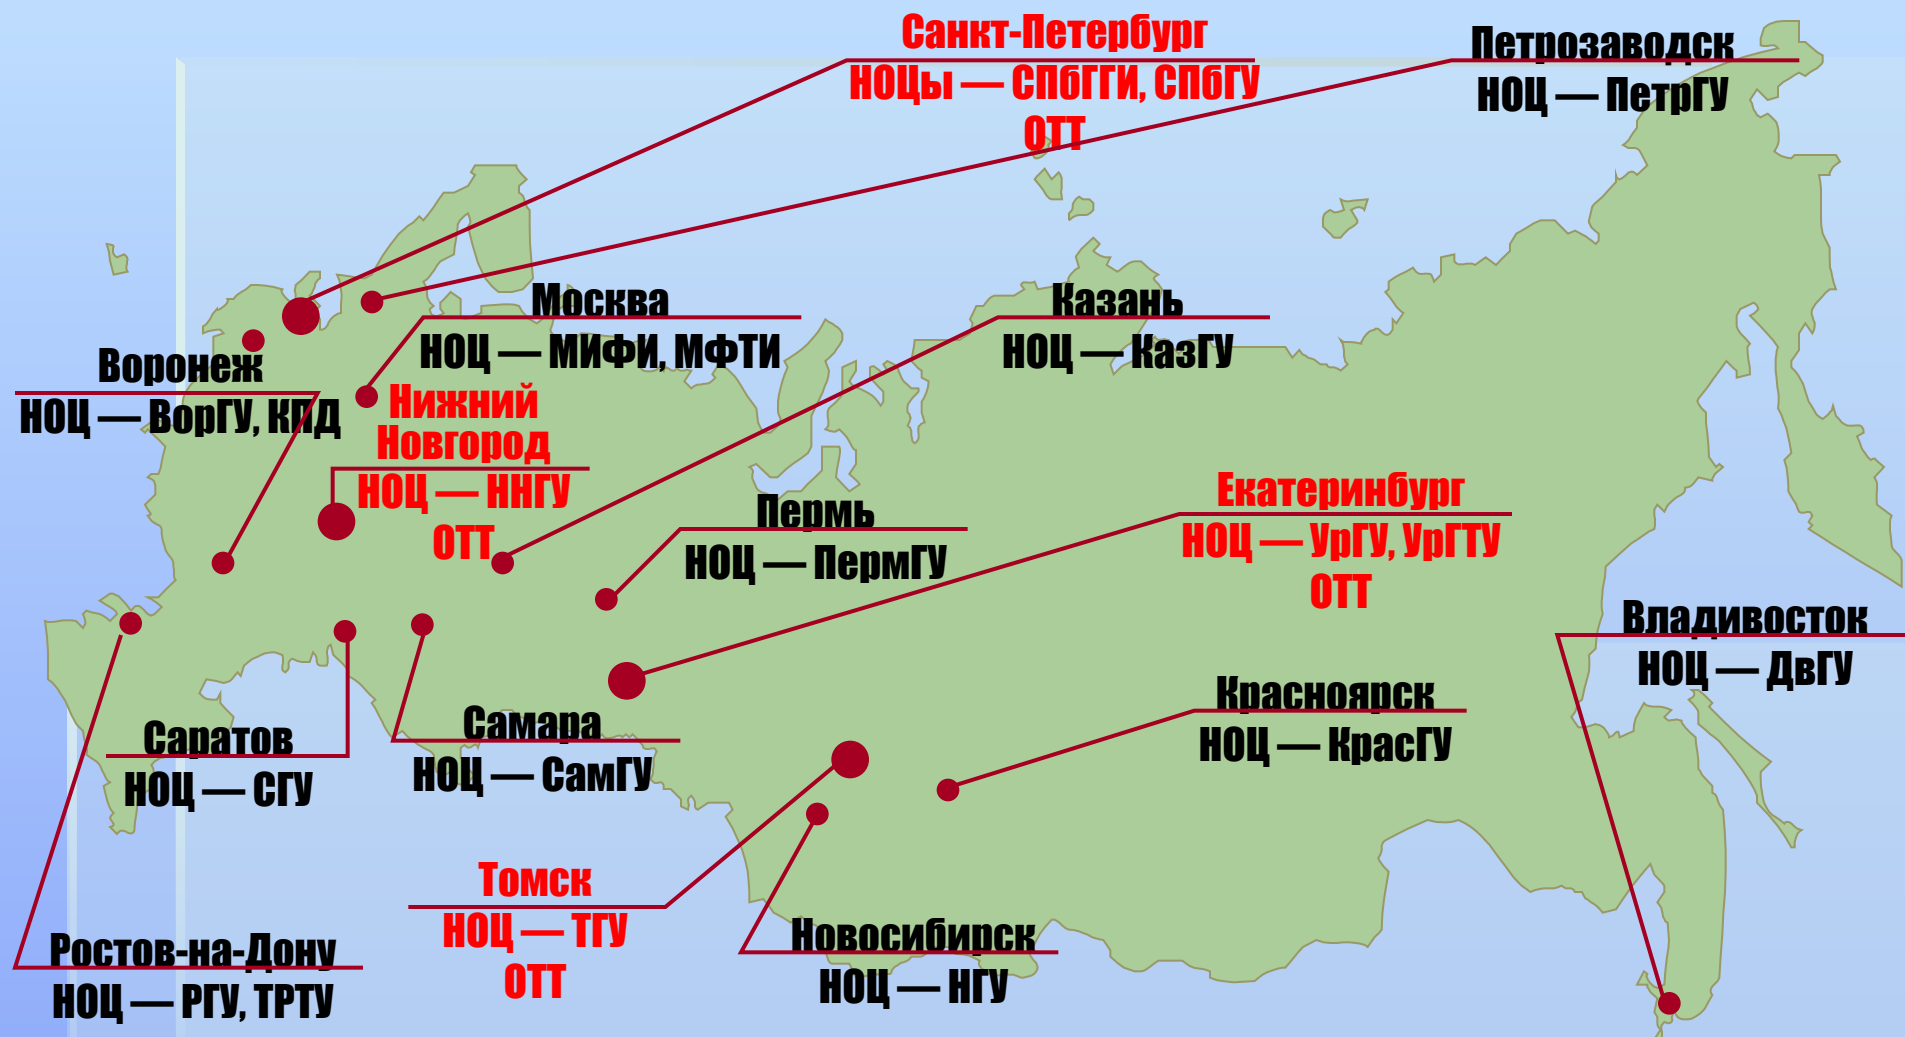 Санкт-Петербург
НОЦы — СПбГГИ, СПбГУ
ОТТ
Петрозаводск
НОЦ — ПетрГУ
Москва
НОЦ — МИФИ, МФТИ
Казань
НОЦ — КазГУ
Воронеж
НОЦ — ВорГУ, КПД
Нижний
Новгород
НОЦ — ННГУ
ОТТ
Пермь
НОЦ — ПермГУ
Екатеринбург
НОЦ — УрГУ, УрГТУ
ОТТ
Владивосток
НОЦ — ДвГУ
Красноярск
НОЦ — КрасГУ
Саратов
НОЦ — СГУ
Самара
НОЦ — СамГУ
Томск
НОЦ — ТГУ
ОТТ
Новосибирск
НОЦ — НГУ
Ростов-на-Дону
НОЦ — РГУ, ТРТУ